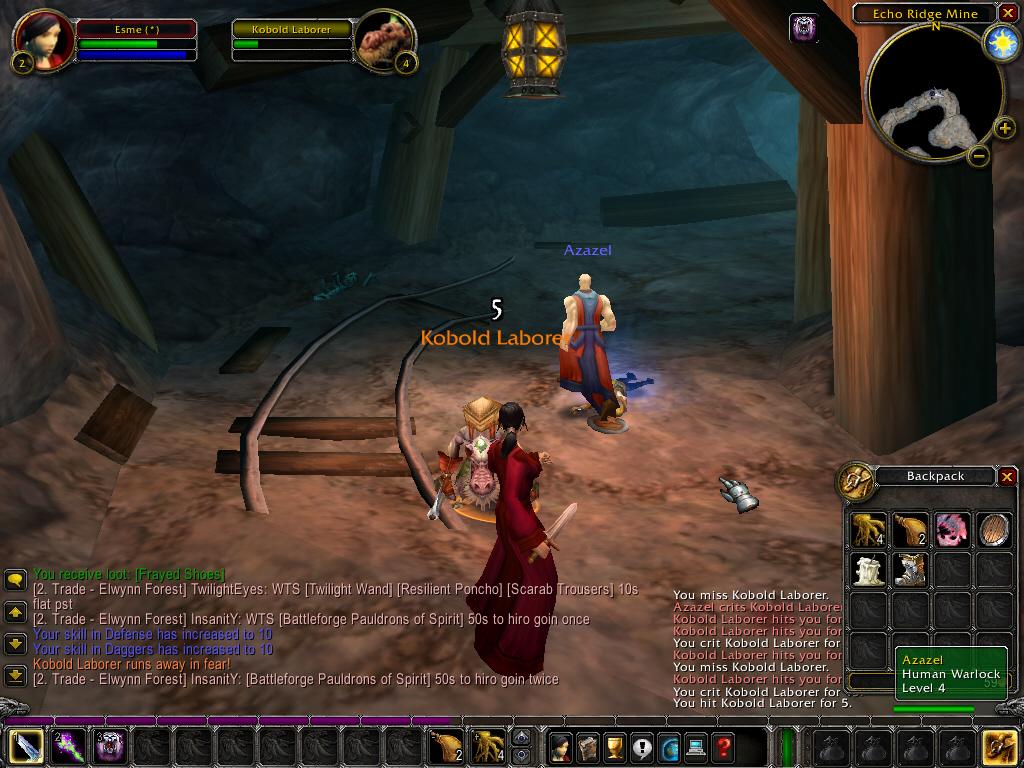 Esme (*)
2
Kobold Laborer
4
Echo Ridge Mine
N
Azazel
5
Kobold Labore
Backpack
4
2
You receive loot: [Frayed Shoes]
[2. Trade - Elwynn Forest] TwilightEyes: WTS [Twilight Wand] [Resilient Poncho] [Scarab Trousers] 10s
flat pst
[2. Trade - Elwynn Forest] InsanitY: WTS [Battleforge Pauldrons of Spirit] 50s to hiro goin once
Your skill in Defense has increased to 10
Your skill in Daggers has increased to 10
Kobold Laborer runs away in fear!
[2. Trade - Elwynn Forest] InsanitY: [Battleforge Pauldrons of Spirit] 50s to hiro goin twice
You miss Kobold Laborer.
Azazel crits Kobold Labore
Kobold Laborer hits you for
Kobold Laborer hits you for
You crit Kobold Laborer for
Kobold Laborer hits you for
You miss Kobold Laborer.
Kobold Laborer hits you for
You crit Kobold Laborer for
You hit Kobold Laborer for 5.
Azazel
Human Warlock
Level 4
2
4